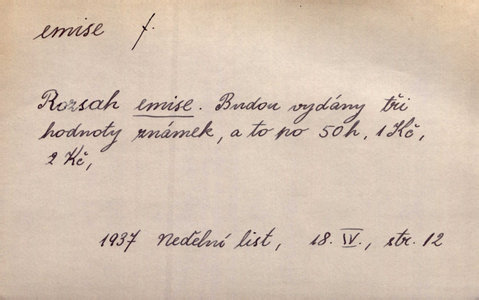 emise f.
Rozsah emise. Budou vydány tři
hodnoty známek, a to po 50h, 1 Kč,
2 Kč,
1937 Nedělní list, 18. IV., str. 12